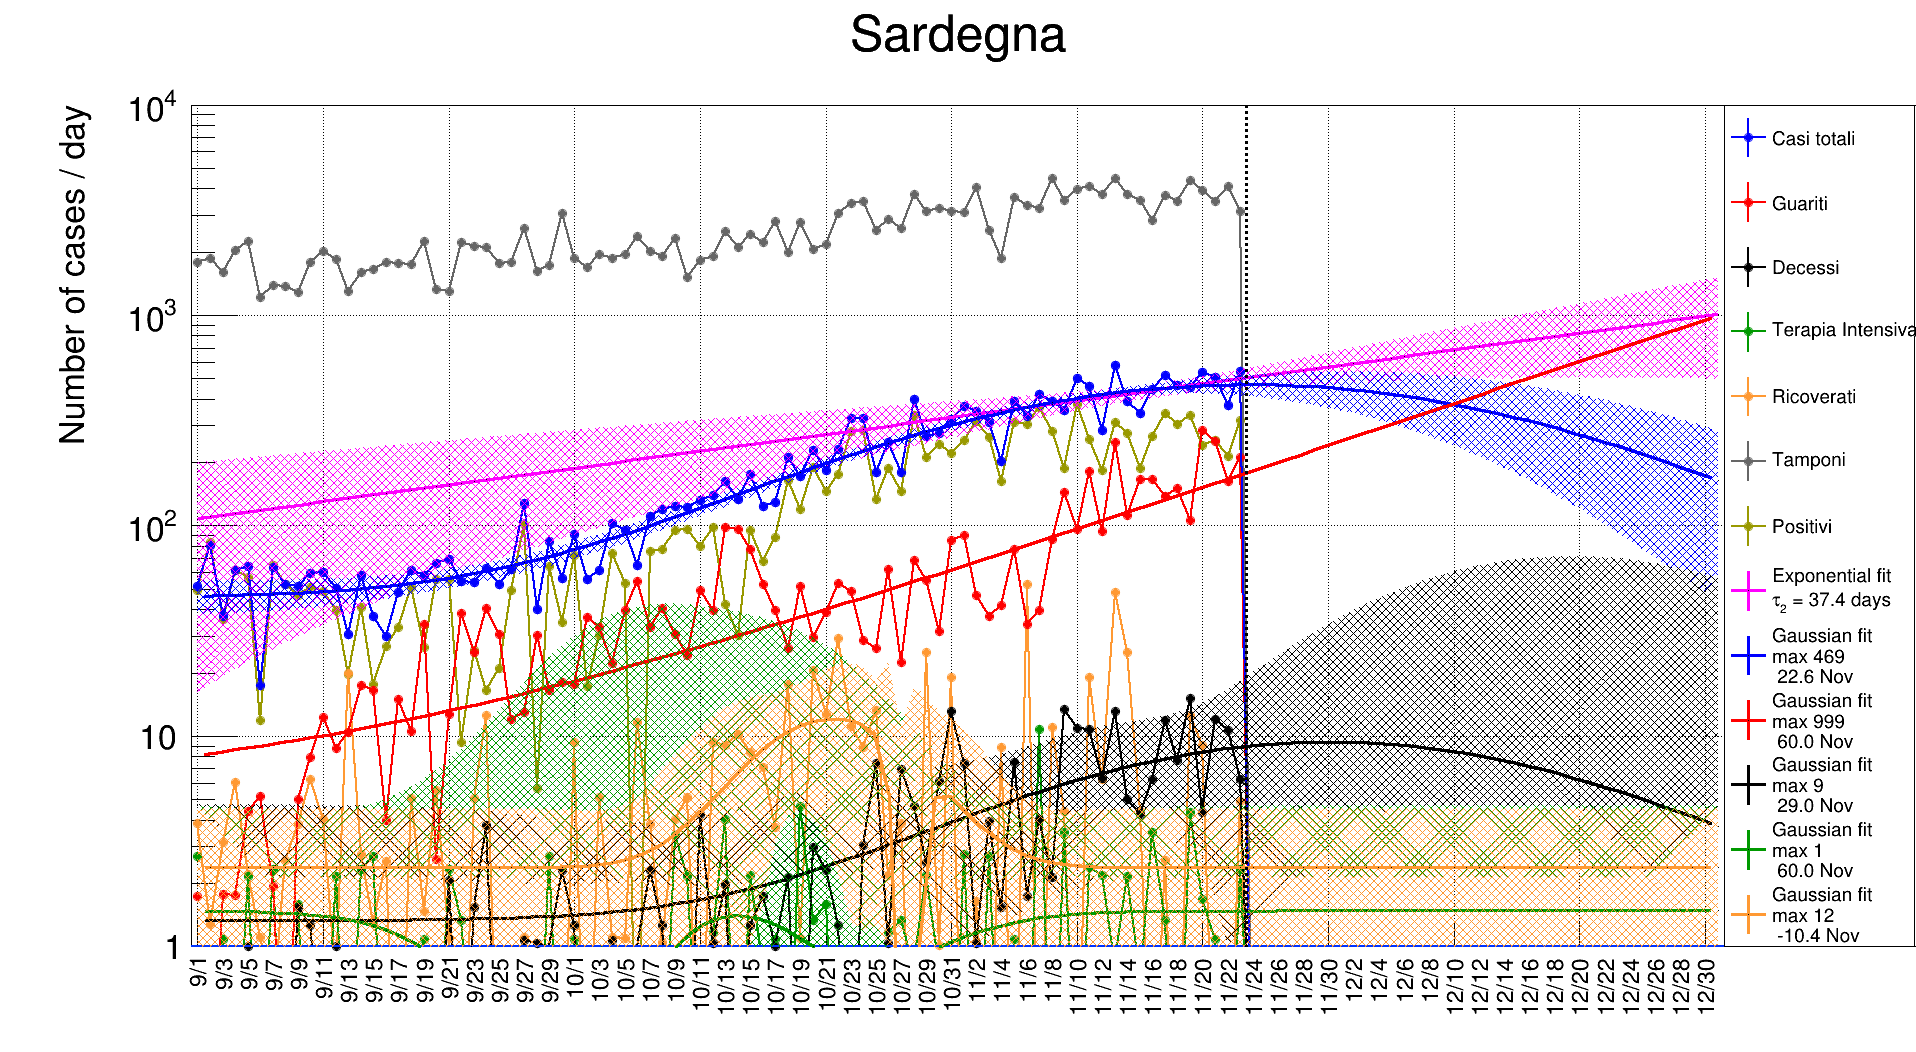 Sardegna
Number of cases / day
10^4
10^3
10^2
10
1
9/1 9/3 9/5 9/7 9/9 9/11 9/13 9/15 9/17 9/19 9/21 9/23 9/25 9/27 9/29 10/1 10/3 10/5 10/7 10/9 10/11 10/13 10/15 10/17 10/19 10/21 10/23 10/25 10/27 10/29 10/31 11/2 11/4 11/6 11/8 11/10 11/12 11/14 11/16 11/18 11/20 11/22 11/24 11/26 11/28 11/30 12/2 12/4 12/6 12/8 12/10 12/12 12/14 12/16 12/18 12/20 12/22 12/24 12/26 12/28 12/30
Casi totali
Guariti
Decessi
Terapia Intensiva
Ricoverati
Tamponi
Positivi
Exponential fit
τ₂ = 37.4 days
Gaussian fit
max 469
22.6 Nov
Gaussian fit
max 999
60.0 Nov
Gaussian fit
max 9
29.0 Nov
Gaussian fit
max 1
60.0 Nov
Gaussian fit
max 12
-10.4 Nov